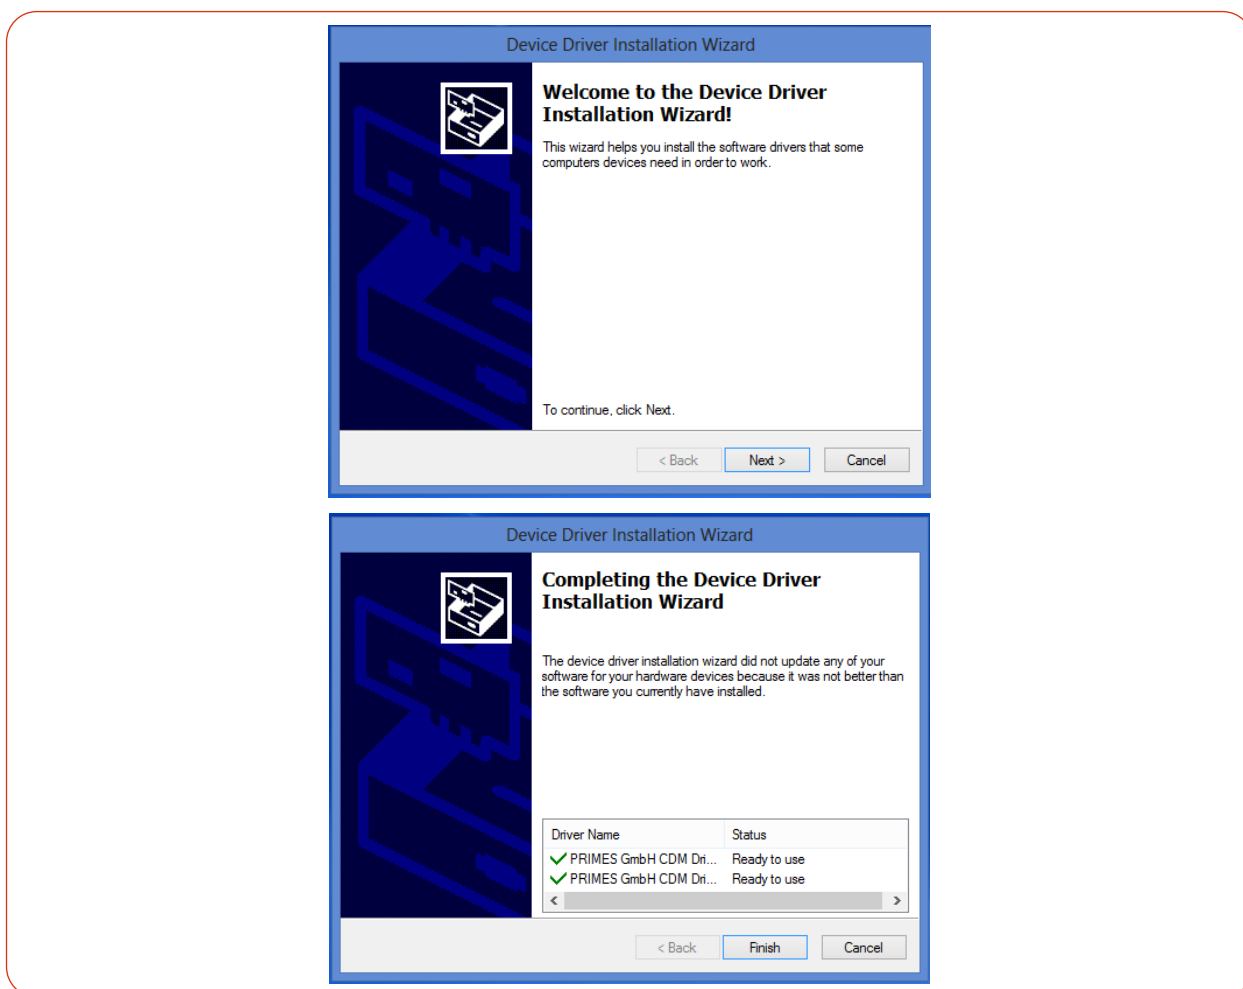 Device Driver Installation Wizard
Welcome to the Device Driver
Installation Wizard!
This wizard helps you install the software drivers that some
computers devices need in order to work.
To continue, click Next.
< Back
Next >
Cancel
Device Driver Installation Wizard
Completing the Device Driver
Installation Wizard
The device driver installation wizard did not update any of your
software for your hardware devices because it was not better than
the software you currently have installed.
Driver Name Status
PRIMES GmbH CDM Dri... Ready to use
PRIMES GmbH CDM Dri... Ready to use
< Back
Finish
Cancel